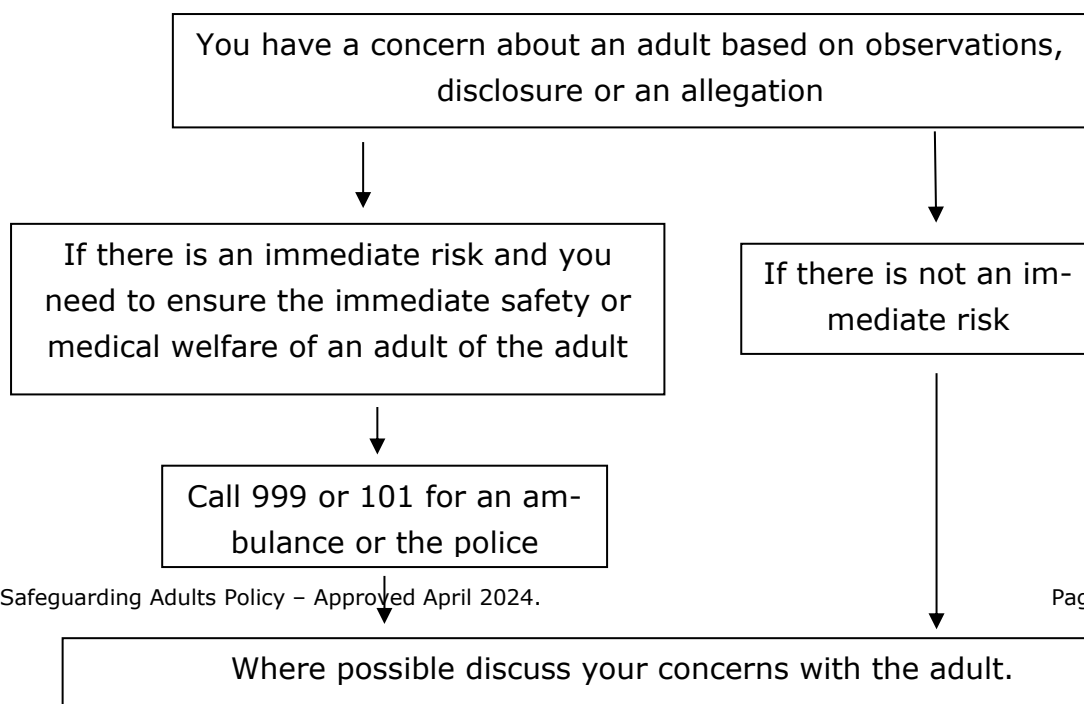 You have a concern about an adult based on observations,
disclosure or an allegation
If there is an immediate risk and you
need to ensure the immediate safety or
medical welfare of an adult of the adult
If there is not an im-
mediate risk
Call 999 or 101 for an am-
bulance or the police
Safeguarding Adults Policy – Approved April 2024.
Pag
Where possible discuss your concerns with the adult.